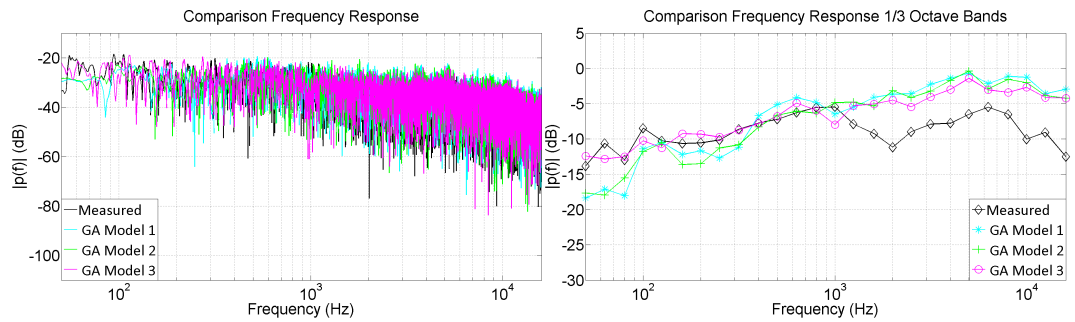 Comparison Frequency Response
|p(f)| (dB)
-20
-40
-60
-80
-100
Measured
GA Model 1
GA Model 2
GA Model 3
10^2
10^3
10^4
Frequency (Hz)
Comparison Frequency Response 1/3 Octave Bands
|p(f)| (dB)
5
0
-5
-10
-15
-20
-25
-30
Measured
GA Model 1
GA Model 2
GA Model 3
10^2
10^3
10^4
Frequency (Hz)